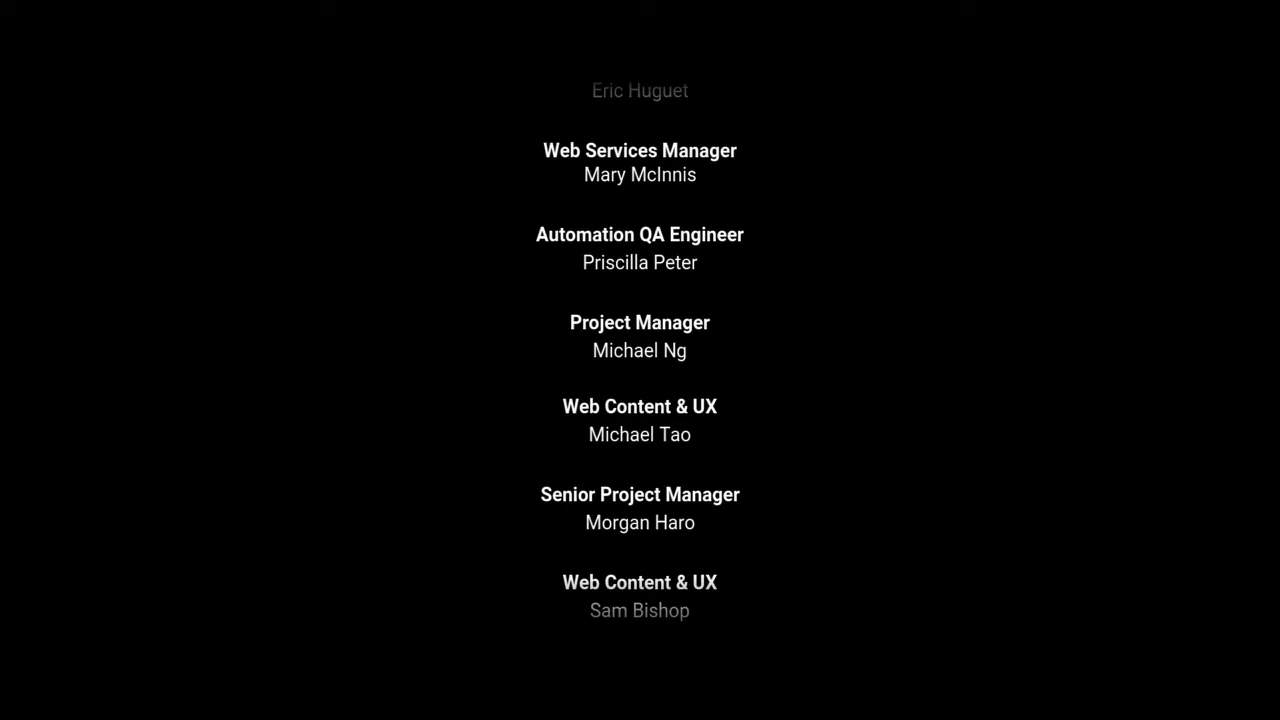 Eric Huguet
Web Services Manager
Mary McInnis
Automation QA Engineer
Priscilla Peter
Project Manager
Michael Ng
Web Content & UX
Michael Tao
Senior Project Manager
Morgan Haro
Web Content & UX
Sam Bishop